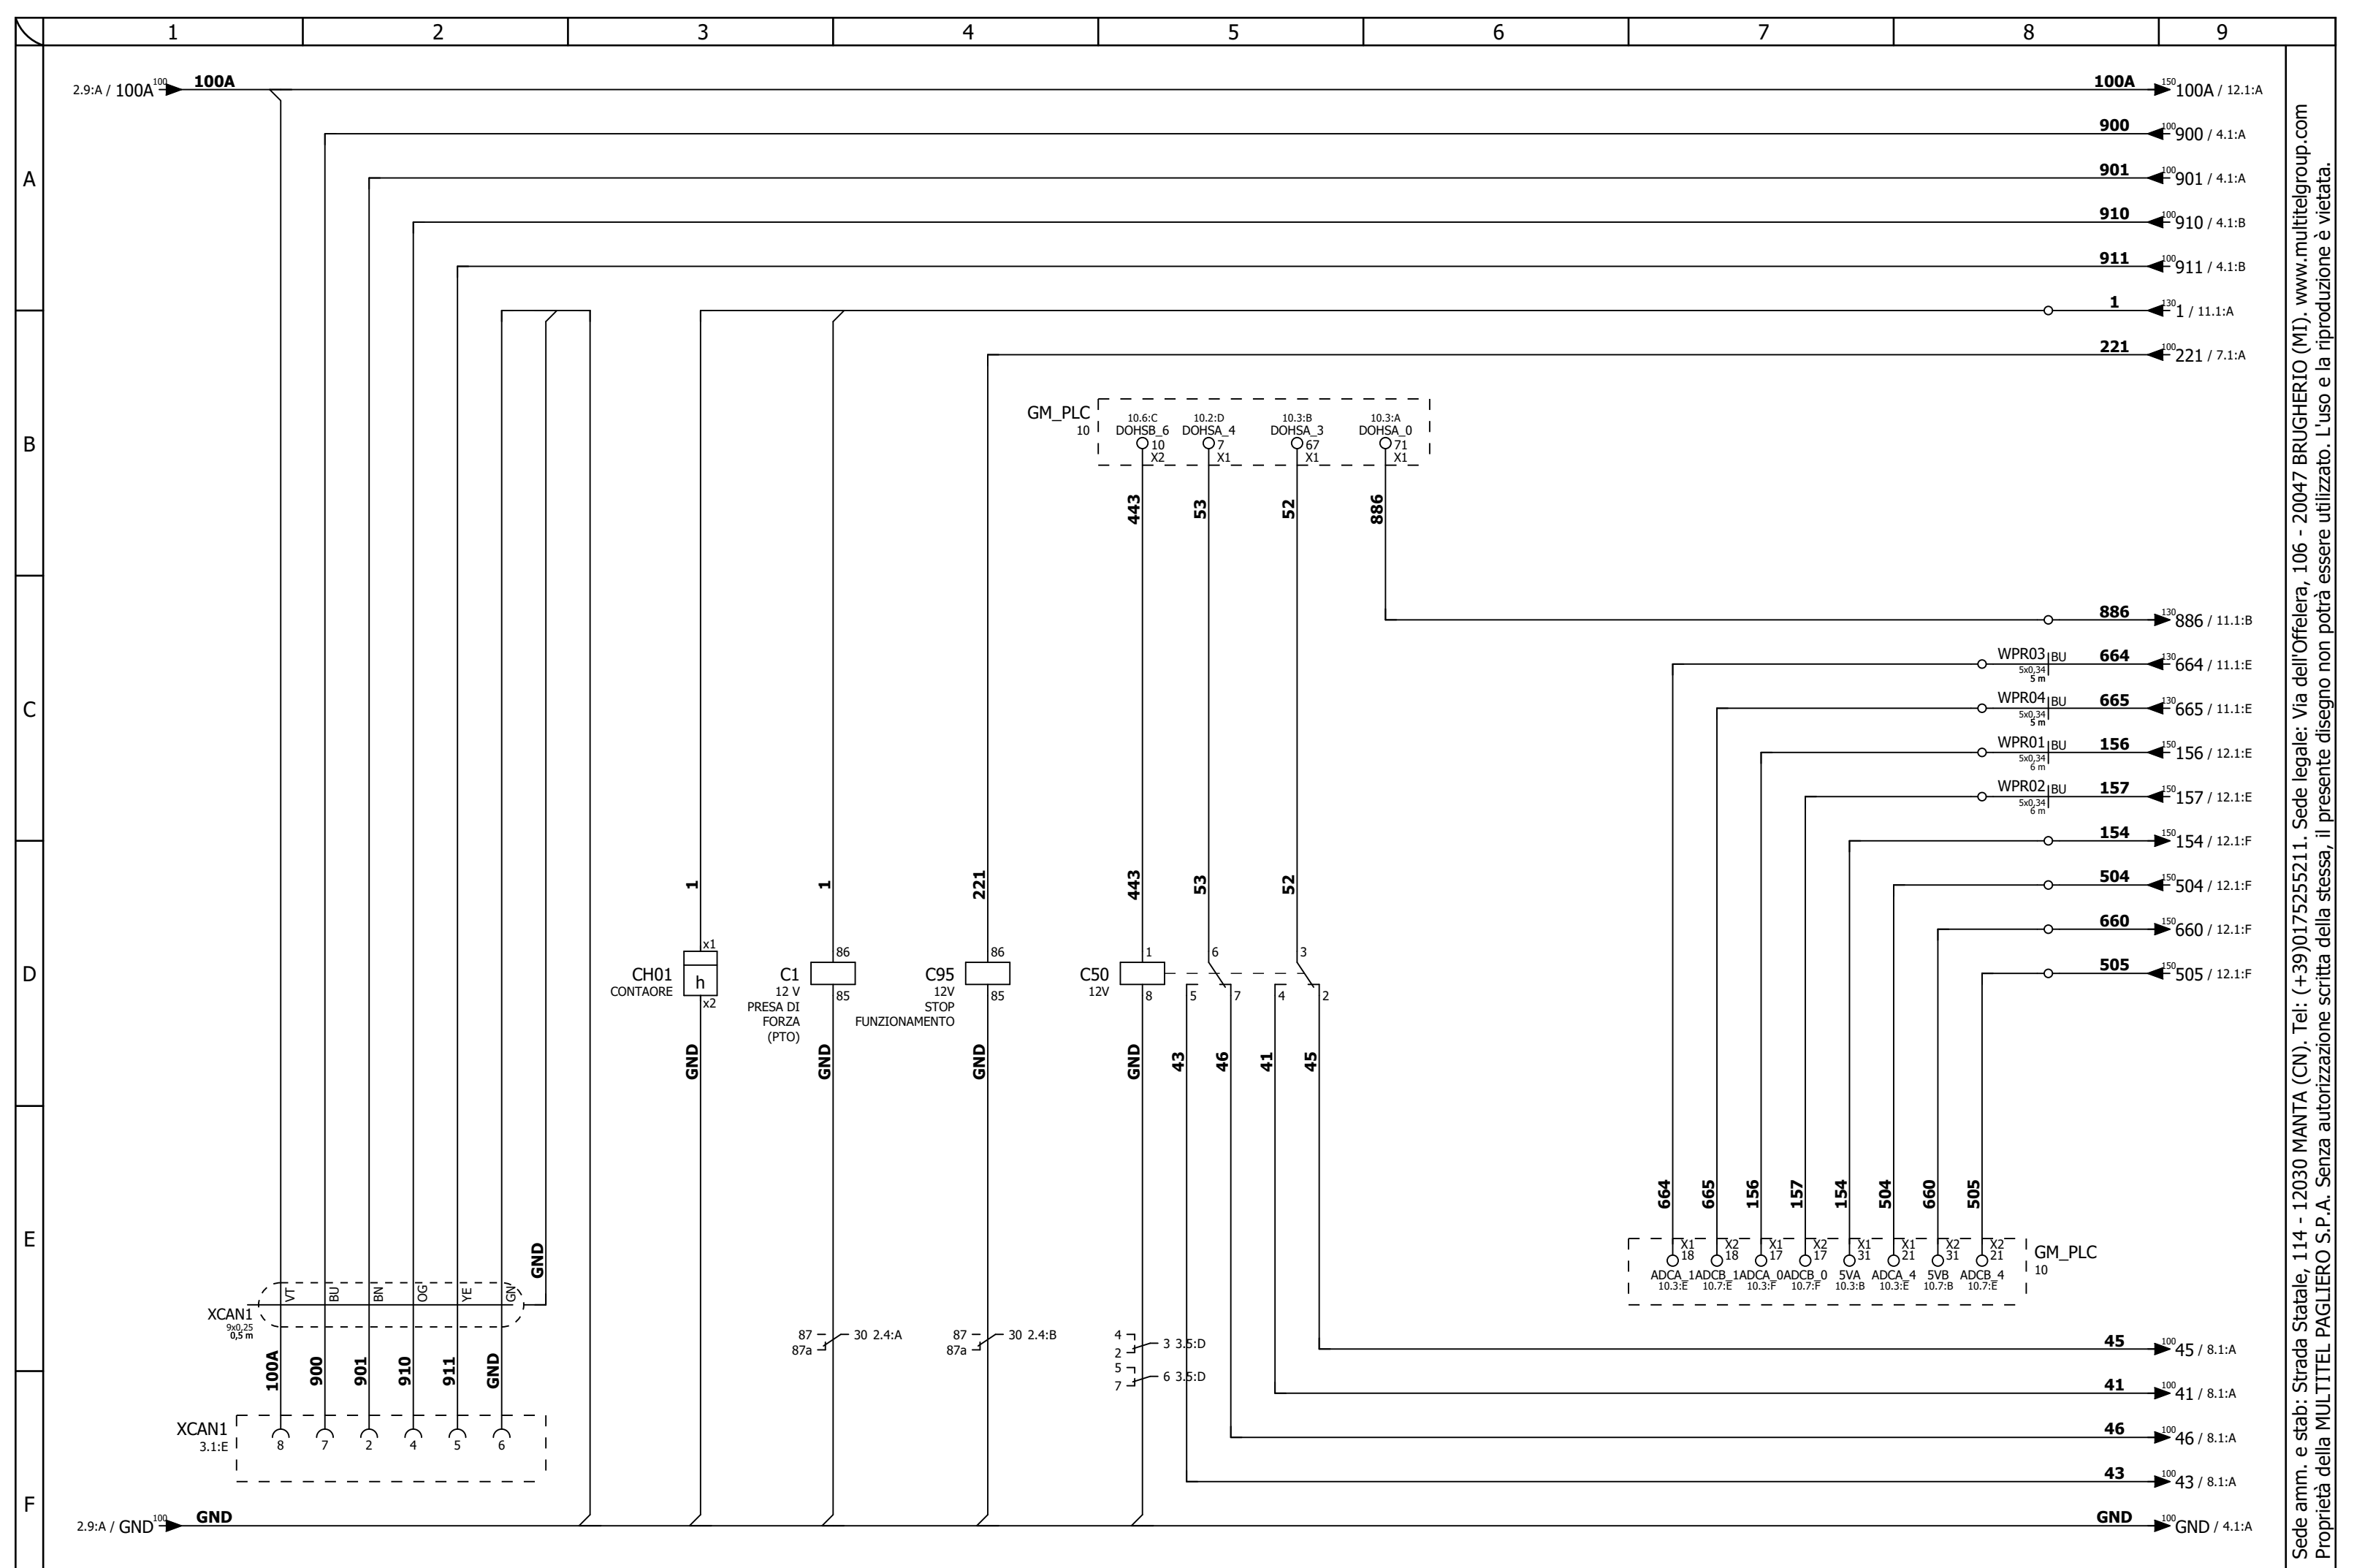 1 2 3 4 5 6 7 8 9
A
B
C
D
E
F
2.9:A / 100A 100 100A 100A 150 100A / 12.1:A
900 100 900 / 4.1:A
901 100 901 / 4.1:A
910 100 910 / 4.1:B
911 100 911 / 4.1:B
1 130 1 / 11.1:A
221 100 221 / 7.1:A
GM_PLC
10
10.6:C 10.2:D 10.3:B 10.3:A
DOHSB_6 DOHSA_4 DOHSA_3 DOHSA_0
10 7 67 71
X2 X1 X1 X1
443 53 52 886
886 130 886 / 11.1:B
WPR03 BU 664 130 664 / 11.1:E
5x0,34
5 m
WPR04 BU 665 130 665 / 11.1:E
5x0,34
5 m
WPR01 BU 156 150 156 / 12.1:E
5x0,34
6 m
WPR02 BU 157 150 157 / 12.1:E
5x0,34
6 m
154 150 154 / 12.1:F
504 150 504 / 12.1:F
660 150 660 / 12.1:F
505 150 505 / 12.1:F
1 1 221 443 53 52
x1 86 86 1 6 3
CH01
CONTAORE
h
x2
C1
12 V
PRESA DI
FORZA
(PTO)
85
C95
12V
STOP
FUNZIONAMENTO
85
C50
12V
8 5 7 4 2
GND GND GND GND 43 46 41 45
664 665 156 157 154 504 660 505
X1 X2 X1 X2 X1 X1 X2 X2
18 18 17 17 31 21 31 21
ADCA_1 ADCB_1 ADCA_0 ADCB_0 5VA ADCA_4 5VB ADCB_4
10.3:E 10.7:E 10.3:F 10.7:F 10.3:B 10.3:E 10.7:B 10.7:E
GM_PLC
10
GND
VT BU BN OG YE GN
XCAN1
9x0,25
0,5 m
100A 900 901 910 911 GND
XCAN1
3.1:E
8 7 2 4 5 6
87 30 2.4:A
87a
87 30 2.4:B
87a
4
2 3 3.5:D
5
7 6 3.5:D
45 100 45 / 8.1:A
41 100 41 / 8.1:A
46 100 46 / 8.1:A
43 100 43 / 8.1:A
2.9:A / GND 100 GND GND 100 GND / 4.1:A
Sede amm. e stab: Strada Statale, 114 - 12030 MANTA (CN). Tel: (+39)0175255211. Sede legale: Via dell'Offelera, 106 - 20047 BRUGHERIO (MI). www.multitelgroup.com
Proprietà della MULTITEL PAGLIERO S.P.A. Senza autorizzazione scritta della stessa, il presente disegno non potrà essere utilizzato. L'uso e la riproduzione è vietata.